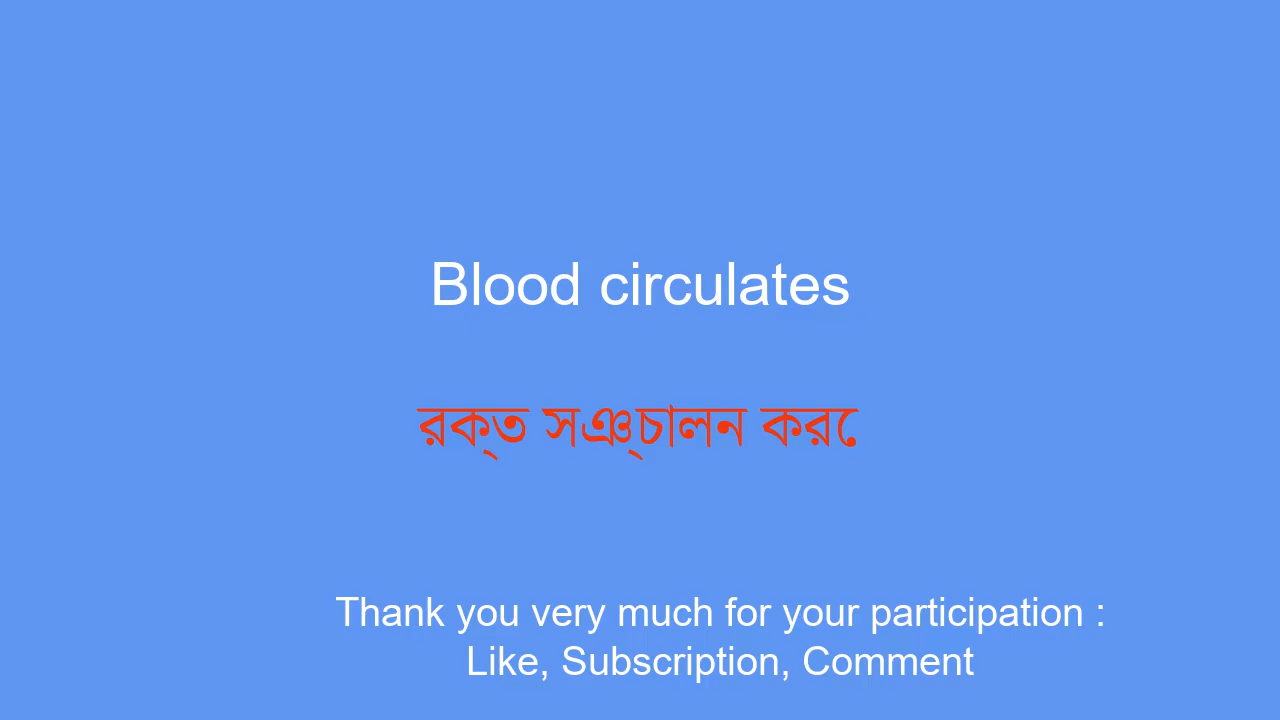 Blood circulates
রক্ত সঞ্চালন করে
Thank you very much for your participation :
Like, Subscription, Comment